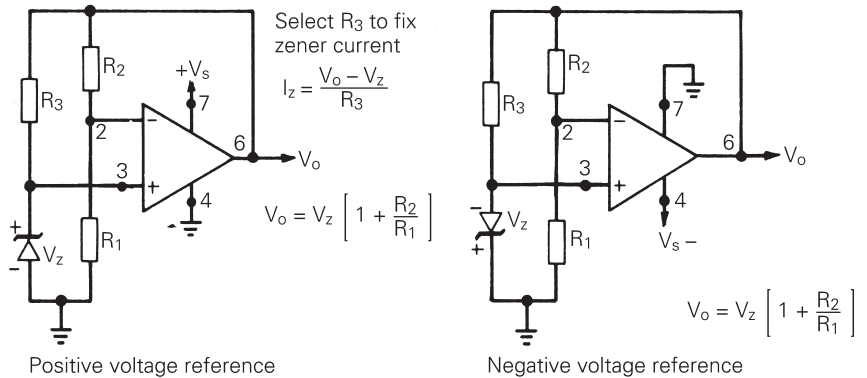 R2
R3
+Vs
7
2
3
6
4
Vo
+
−
Vz
R1
−
+
Select R3 to fix
zener current
Iz = Vo − Vz / R3
Vo = Vz [ 1 + R2 / R1 ]
Positive voltage reference
R2
R3
7
2
3
6
4
Vo
−
+
Vs −
−
Vz
+
R1
Vo = Vz [ 1 + R2 / R1 ]
Negative voltage reference